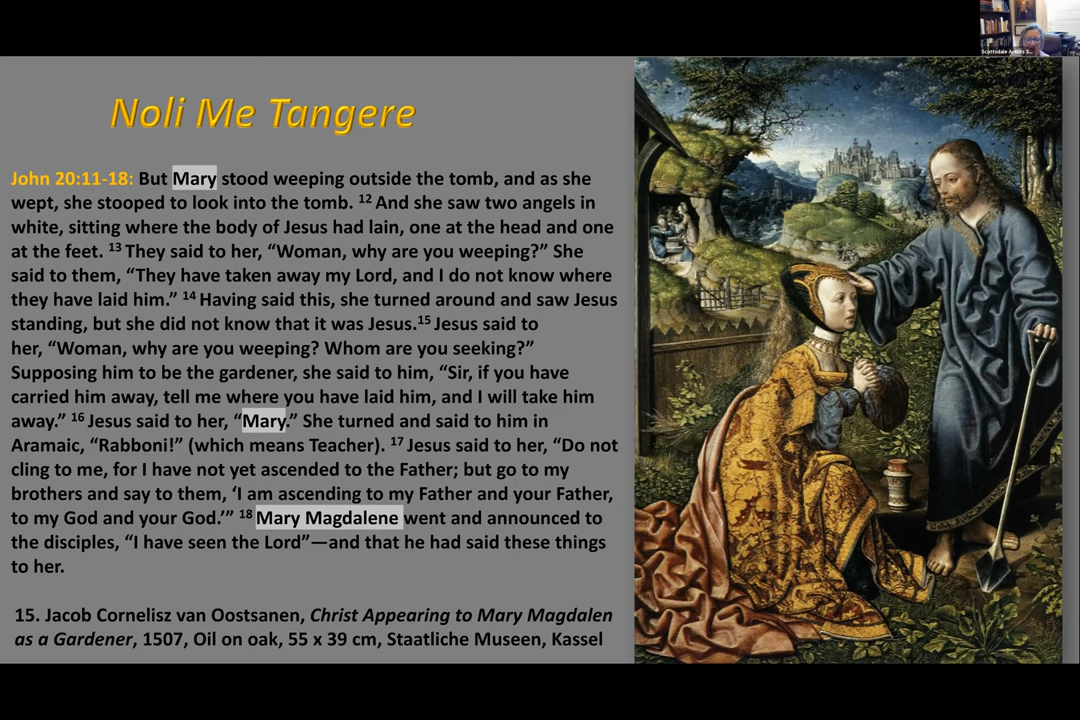 Scottsdale Artists S...
Noli Me Tangere
John 20:11-18: But Mary stood weeping outside the tomb, and as she
wept, she stooped to look into the tomb. 12 And she saw two angels in
white, sitting where the body of Jesus had lain, one at the head and one
at the feet. 13 They said to her, “Woman, why are you weeping?” She
said to them, “They have taken away my Lord, and I do not know where
they have laid him.” 14 Having said this, she turned around and saw Jesus
standing, but she did not know that it was Jesus.15 Jesus said to
her, “Woman, why are you weeping? Whom are you seeking?”
Supposing him to be the gardener, she said to him, “Sir, if you have
carried him away, tell me where you have laid him, and I will take him
away.” 16 Jesus said to her, “Mary.” She turned and said to him in
Aramaic, “Rabboni!” (which means Teacher). 17 Jesus said to her, “Do not
cling to me, for I have not yet ascended to the Father; but go to my
brothers and say to them, ‘I am ascending to my Father and your Father,
to my God and your God.’” 18 Mary Magdalene went and announced to
the disciples, “I have seen the Lord”—and that he had said these things
to her.
15. Jacob Cornelisz van Oostsanen, Christ Appearing to Mary Magdalen
as a Gardener, 1507, Oil on oak, 55 x 39 cm, Staatliche Museen, Kassel